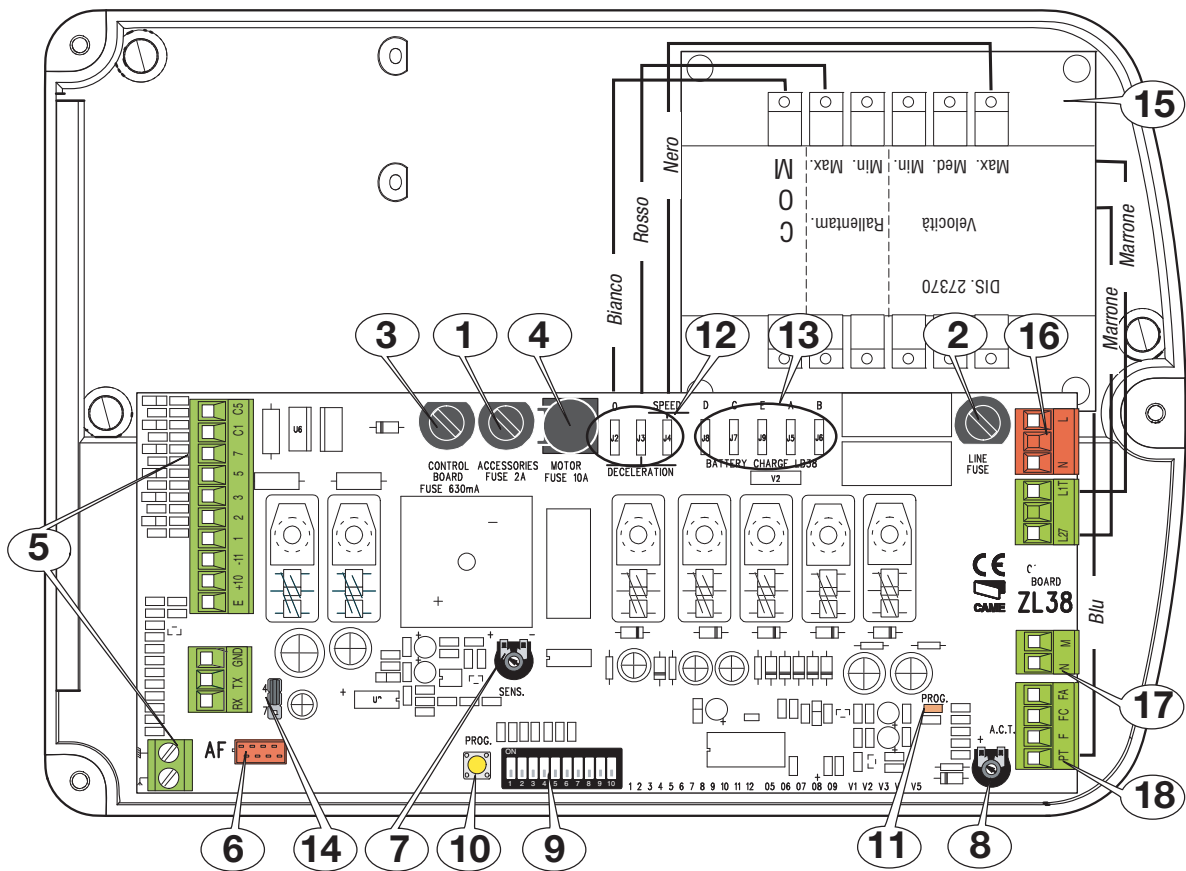 15
Nero
Rosso
Bianco
Marrone
Marrone
Blu
COM
Max.
Min.
Rallentam.
Min.
Med.
Max.
Velocità
DIS. 27370
3
1
4
12
13
2
16
CONTROL BOARD
FUSE 630mA
ACCESSORIES
FUSE 2A
MOTOR
FUSE 10A
0
SPEED
J2
J3
J4
DECELERATION
D C E A B
J8
J7
J9
J5
J6
BATTERY CHARGE LB38
V2
LINE
FUSE
U6
C5
C1
7
5
3
2
1
-11
+10
E
5
L
N
L1T
L27
CE
CAME
BOARD
ZL38
M
N
17
FA
FC
F
PT
18
GND
TX
RX
4
7
AF
+ -
SENS.
PROG.
ON
1 2 3 4 5 6 7 8 9 10
1 2 3 4 5 6 7 8 9 10 11 12 05 06 07 08 09 V1 V2 V3 V5
PROG.
A.C.T.
6
14
7
10
9
11
8